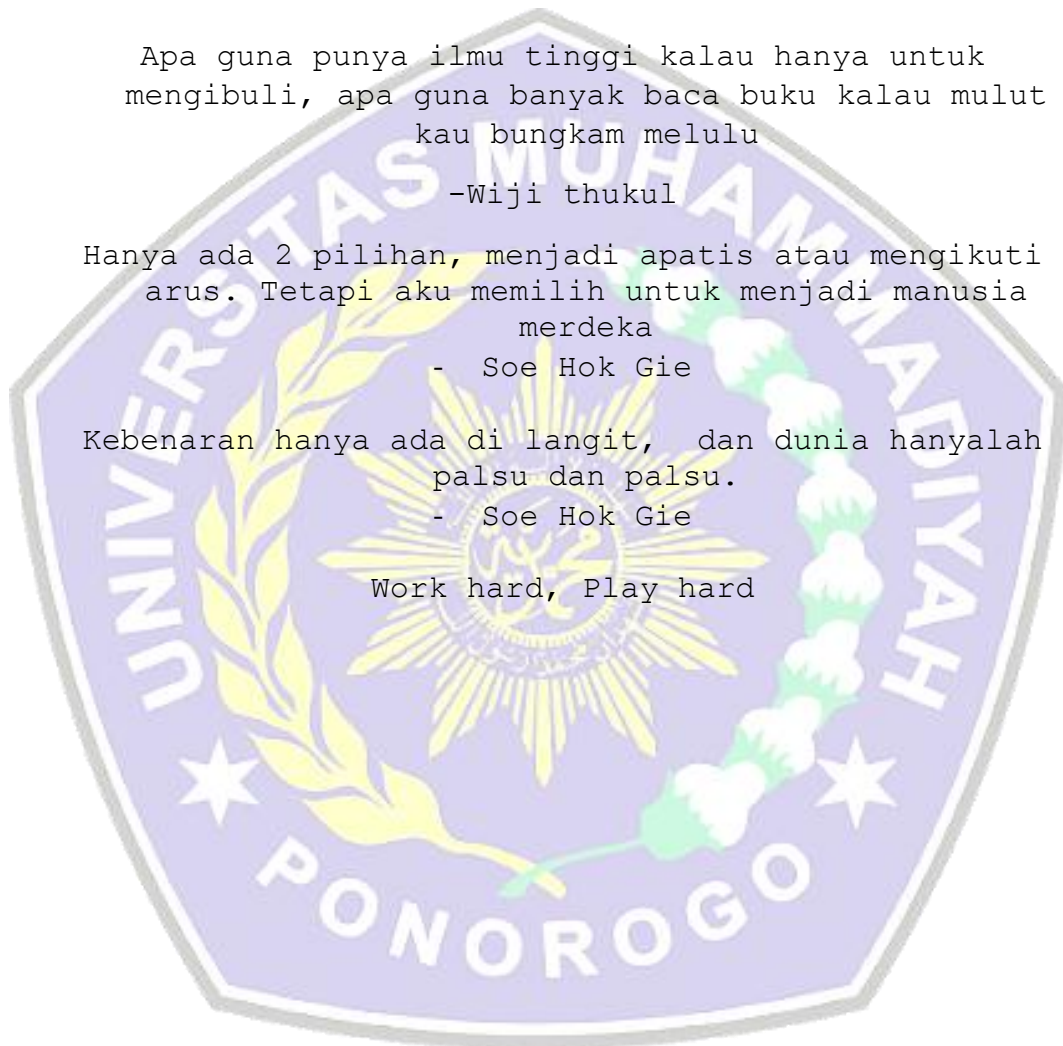 Apa guna punya ilmu tinggi kalau hanya untuk
mengibuli, apa guna banyak baca buku kalau mulut
kau bungkam melulu
-Wiji thukul
Hanya ada 2 pilihan, menjadi apatis atau mengikuti
arus. Tetapi aku memilih untuk menjadi manusia
merdeka
- Soe Hok Gie
Kebenaran hanya ada di langit, dan dunia hanyalah
palsu dan palsu.
- Soe Hok Gie
Work hard, Play hard
UNIVERSITAS MUHAMMADIYAH
PONOROGO